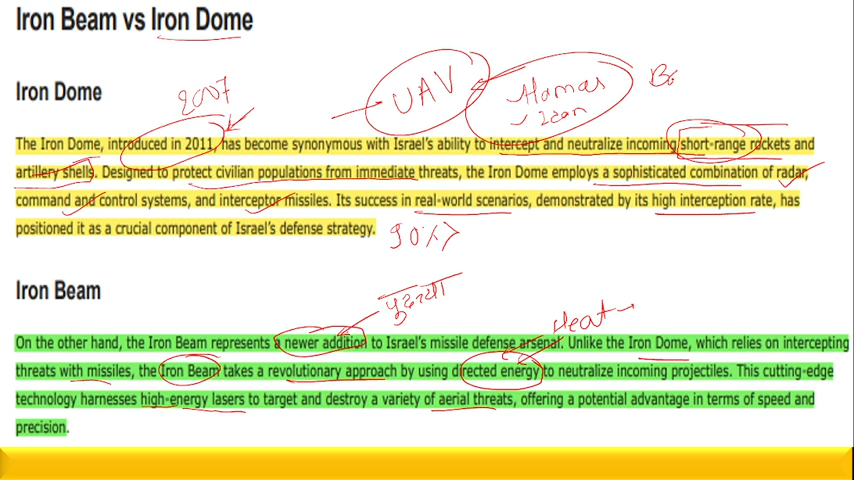 Iron Beam vs Iron Dome
2007
UAV
Hamas
Iran
Iron Dome
The Iron Dome, introduced in 2011, has become synonymous with Israel's ability to intercept and neutralize incoming short-range rockets and
artillery shells. Designed to protect civilian populations from immediate threats, the Iron Dome employs a sophisticated combination of radar,
command and control systems, and interceptor missiles. Its success in real-world scenarios, demonstrated by its high interception rate, has
positioned it as a crucial component of Israel's defense strategy.
90%>
Iron Beam
Heat
On the other hand, the Iron Beam represents a newer addition to Israel's missile defense arsenal. Unlike the Iron Dome, which relies on intercepting
threats with missiles, the Iron Beam takes a revolutionary approach by using directed energy to neutralize incoming projectiles. This cutting-edge
technology harnesses high-energy lasers to target and destroy a variety of aerial threats, offering a potential advantage in terms of speed and
precision.